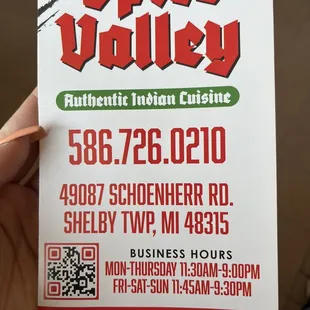 Valley
Authentic Indian Cuisine
586.726.0210
49087 SCHOENHERR RD.
SHELBY TWP, MI 48315
BUSINESS HOURS
MON-THURSDAY 11:30AM-9:00PM
FRI-SAT-SUN 11:45AM-9:30PM